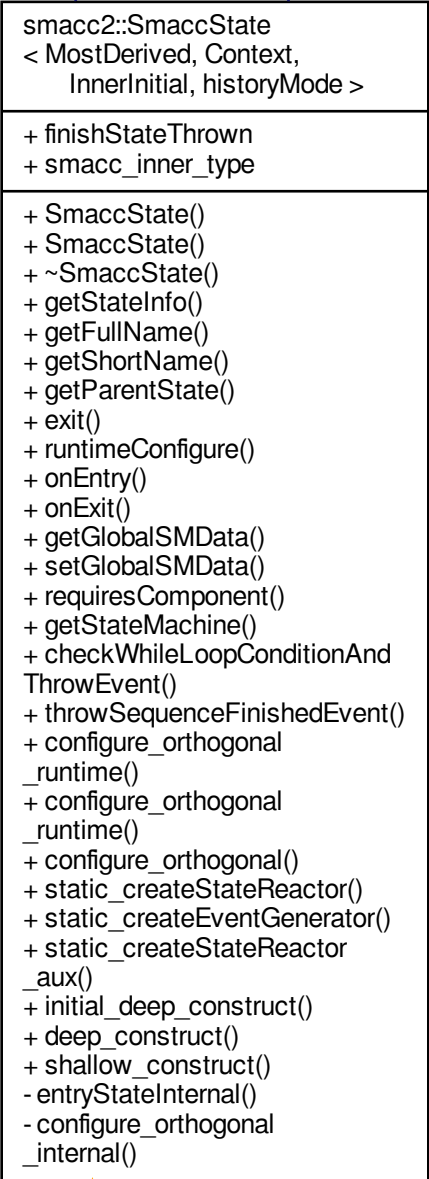 smacc2::SmaccState
< MostDerived, Context,
InnerInitial, historyMode >
+ finishStateThrown
+ smacc_inner_type
+ SmaccState()
+ SmaccState()
+ ~SmaccState()
+ getStateInfo()
+ getFullName()
+ getShortName()
+ getParentState()
+ exit()
+ runtimeConfigure()
+ onEntry()
+ onExit()
+ getGlobalSMData()
+ setGlobalSMData()
+ requiresComponent()
+ getStateMachine()
+ checkWhileLoopConditionAnd
ThrowEvent()
+ throwSequenceFinishedEvent()
+ configure_orthogonal
_runtime()
+ configure_orthogonal
_runtime()
+ configure_orthogonal()
+ static_createStateReactor()
+ static_createEventGenerator()
+ static_createStateReactor
_aux()
+ initial_deep_construct()
+ deep_construct()
+ shallow_construct()
- entryStateInternal()
- configure_orthogonal
_internal()